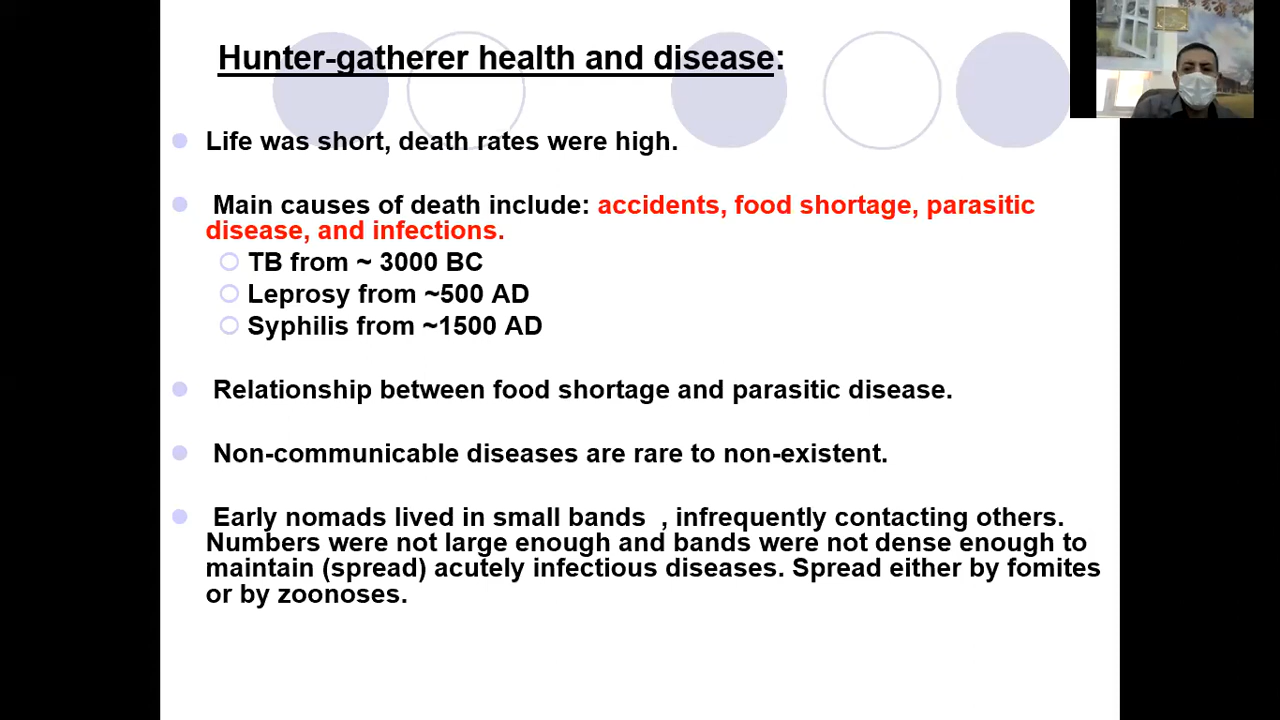 Hunter-gatherer health and disease:
Life was short, death rates were high.
Main causes of death include: accidents, food shortage, parasitic
disease, and infections.
TB from ~ 3000 BC
Leprosy from ~500 AD
Syphilis from ~1500 AD
Relationship between food shortage and parasitic disease.
Non-communicable diseases are rare to non-existent.
Early nomads lived in small bands , infrequently contacting others.
Numbers were not large enough and bands were not dense enough to
maintain (spread) acutely infectious diseases. Spread either by fomites
or by zoonoses.